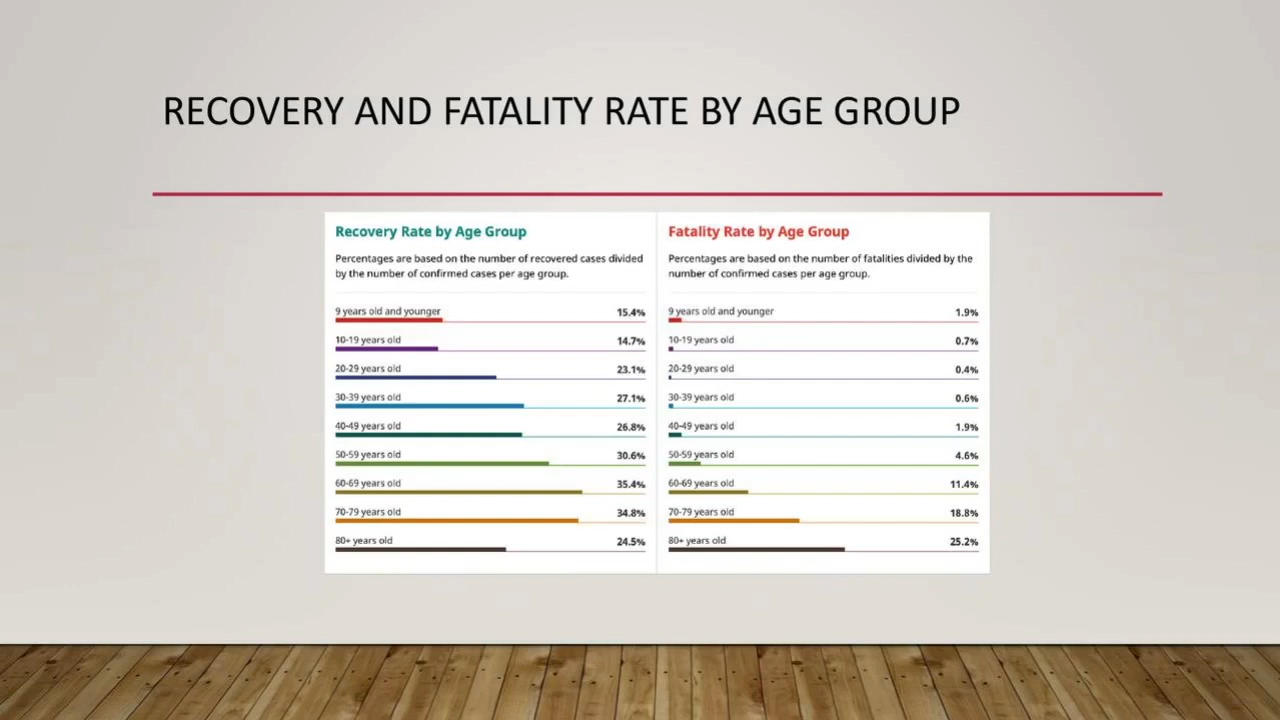 RECOVERY AND FATALITY RATE BY AGE GROUP
Recovery Rate by Age Group
Percentages are based on the number of recovered cases divided
by the number of confirmed cases per age group.
9 years old and younger 15.4%
10-19 years old 14.7%
20-29 years old 23.1%
30-39 years old 27.1%
40-49 years old 26.8%
50-59 years old 30.6%
60-69 years old 35.4%
70-79 years old 34.8%
80+ years old 24.5%
Fatality Rate by Age Group
Percentages are based on the number of fatalities divided by the
number of confirmed cases per age group.
9 years old and younger 1.9%
10-19 years old 0.7%
20-29 years old 0.4%
30-39 years old 0.6%
40-49 years old 1.9%
50-59 years old 4.6%
60-69 years old 11.4%
70-79 years old 18.8%
80+ years old 25.2%